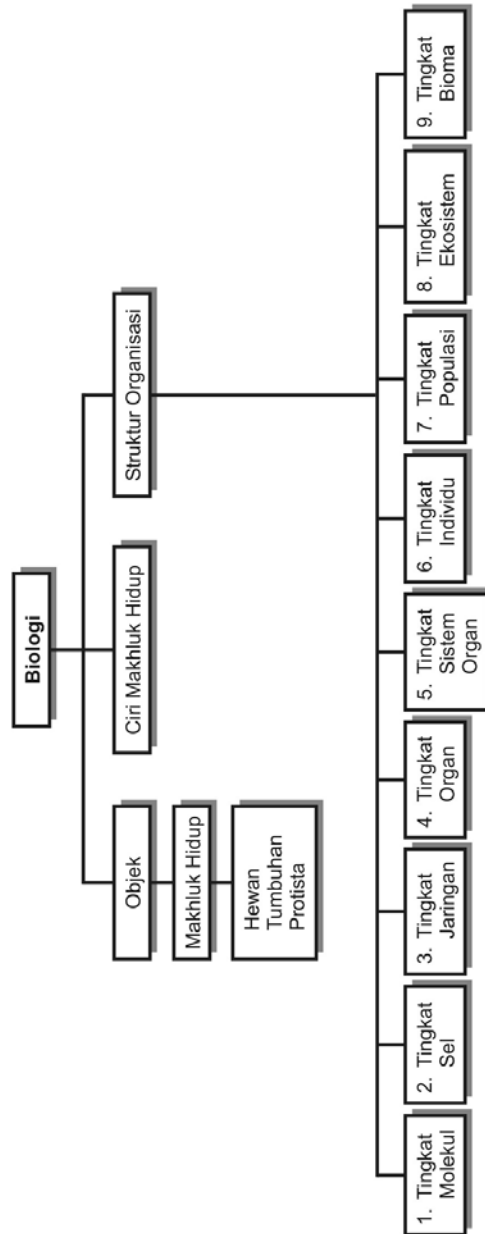 Biologi
Objek
Ciri Makhluk Hidup
Struktur Organisasi
Makhluk Hidup
Hewan
Tumbuhan
Protista
1. Tingkat
Molekul
2. Tingkat
Sel
3. Tingkat
Jaringan
4. Tingkat
Organ
5. Tingkat
Sistem
Organ
6. Tingkat
Individu
7. Tingkat
Populasi
8. Tingkat
Ekosistem
9. Tingkat
Bioma